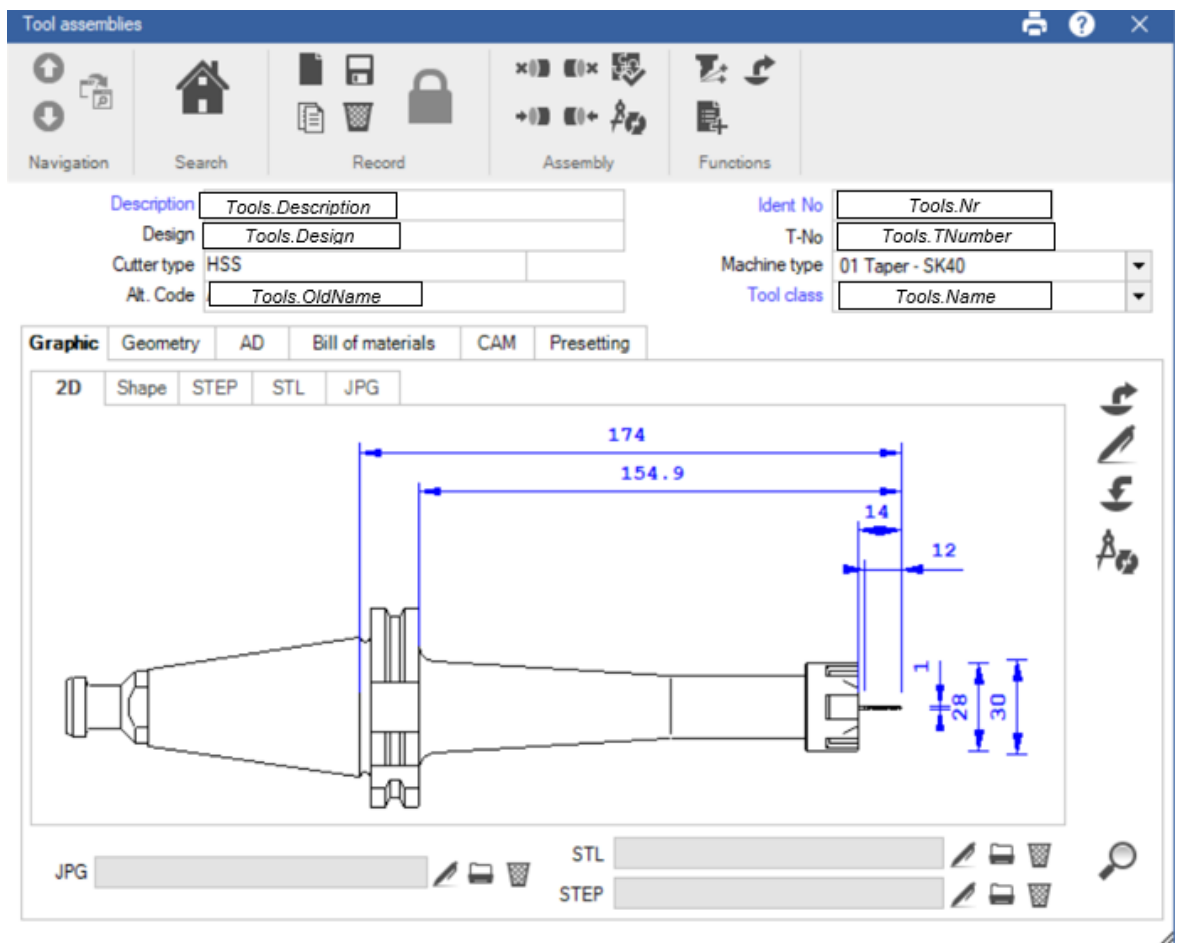 Tool assemblies
Navigation Search Record Assembly Functions
Description Tools.Description Ident No Tools.Nr
Design Tools.Design T-No Tools.TNumber
Cutter type HSS Machine type 01 Taper - SK40
Alt. Code Tools.OldName Tool class Tools.Name
Graphic Geometry AD Bill of materials CAM Presetting
2D Shape STEP STL JPG
174
154.9
14
12
1
28
30
STL
JPG
STEP